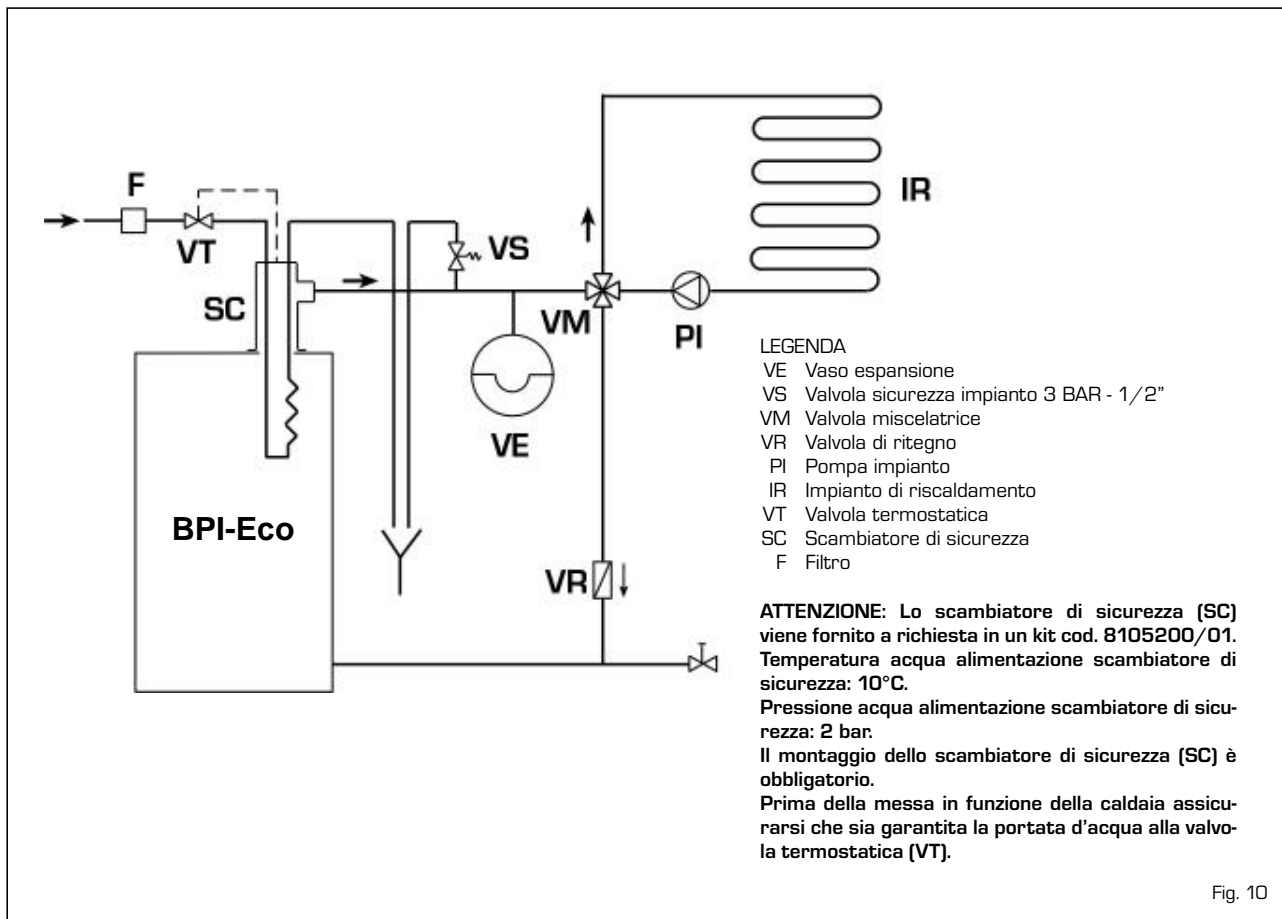 F
VT
SC
VS
VM
PI
IR
VE
VR
BPI-Eco
LEGENDA
VE Vaso espansione
VS Valvola sicurezza impianto 3 BAR - 1/2”
VM Valvola miscelatrice
VR Valvola di ritegno
PI Pompa impianto
IR Impianto di riscaldamento
VT Valvola termostatica
SC Scambiatore di sicurezza
F Filtro
ATTENZIONE: Lo scambiatore di sicurezza (SC)
viene fornito a richiesta in un kit cod. 8105200/01.
Temperatura acqua alimentazione scambiatore di
sicurezza: 10°C.
Pressione acqua alimentazione scambiatore di sicu-
rezza: 2 bar.
Il montaggio dello scambiatore di sicurezza (SC) è
obbligatorio.
Prima della messa in funzione della caldaia assicu-
rarsi che sia garantita la portata d’acqua alla valvo-
la termostatica (VT).
Fig. 10